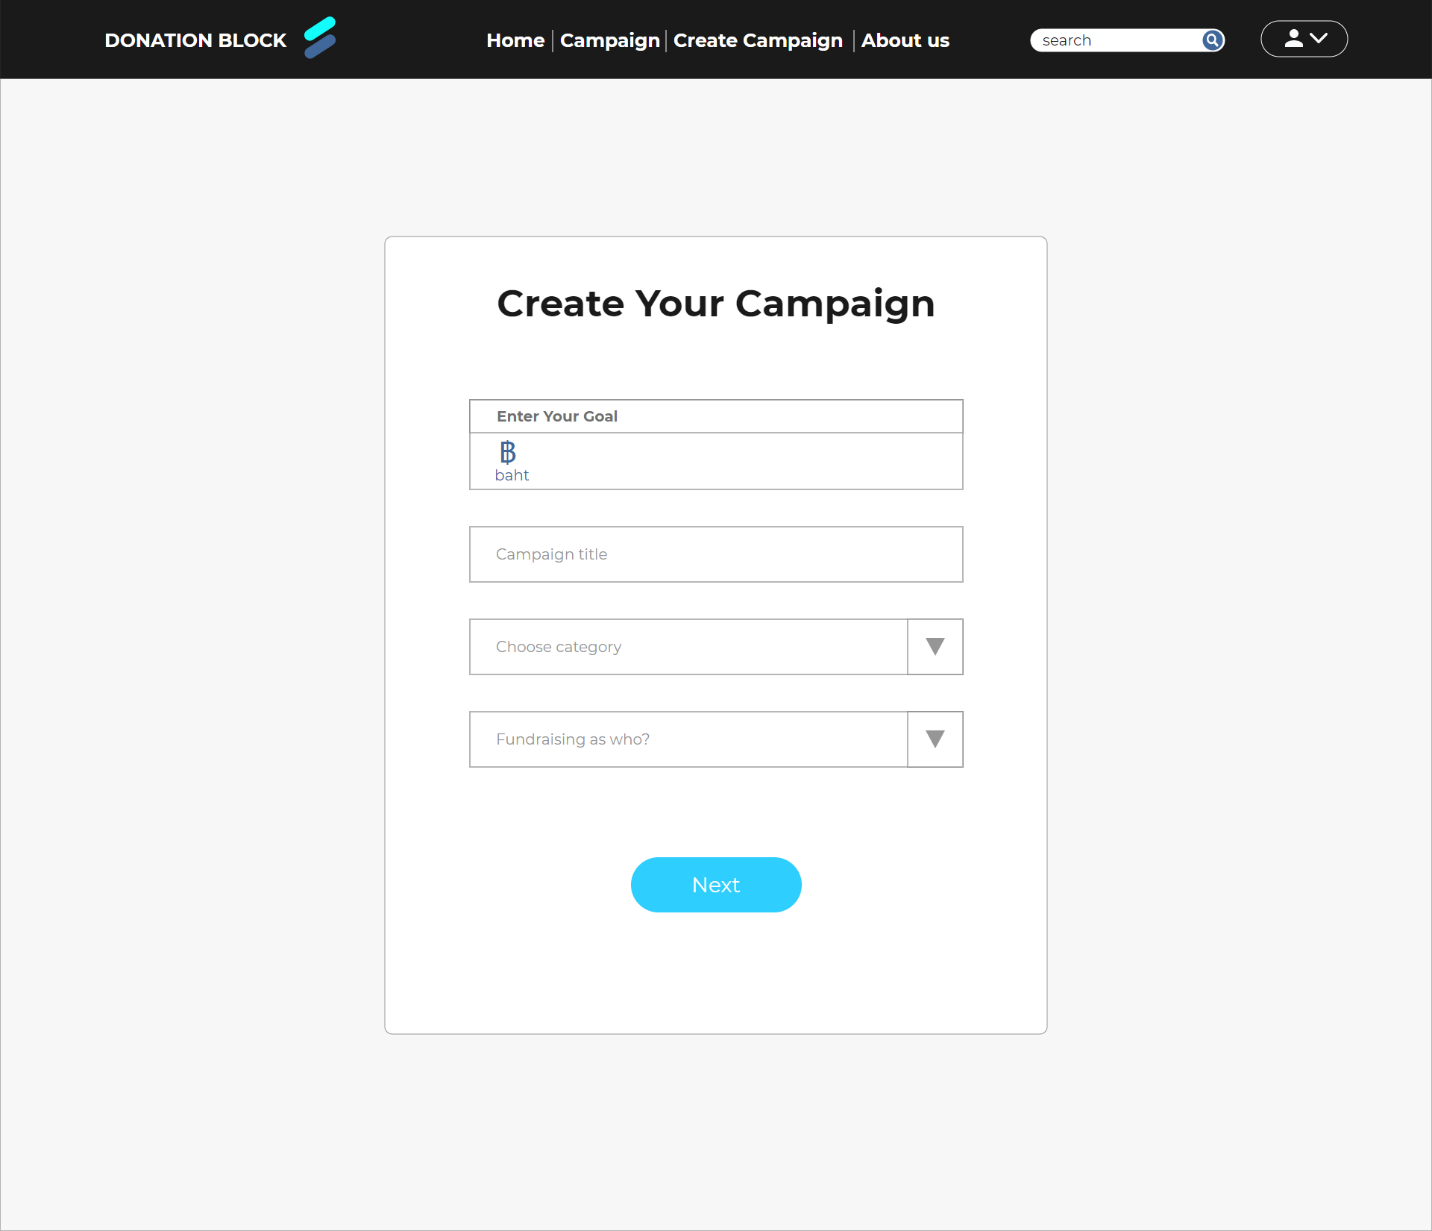 DONATION BLOCK
Home | Campaign | Create Campaign | About us
search
Create Your Campaign
Enter Your Goal
฿
baht
Campaign title
Choose category
Fundraising as who?
Next